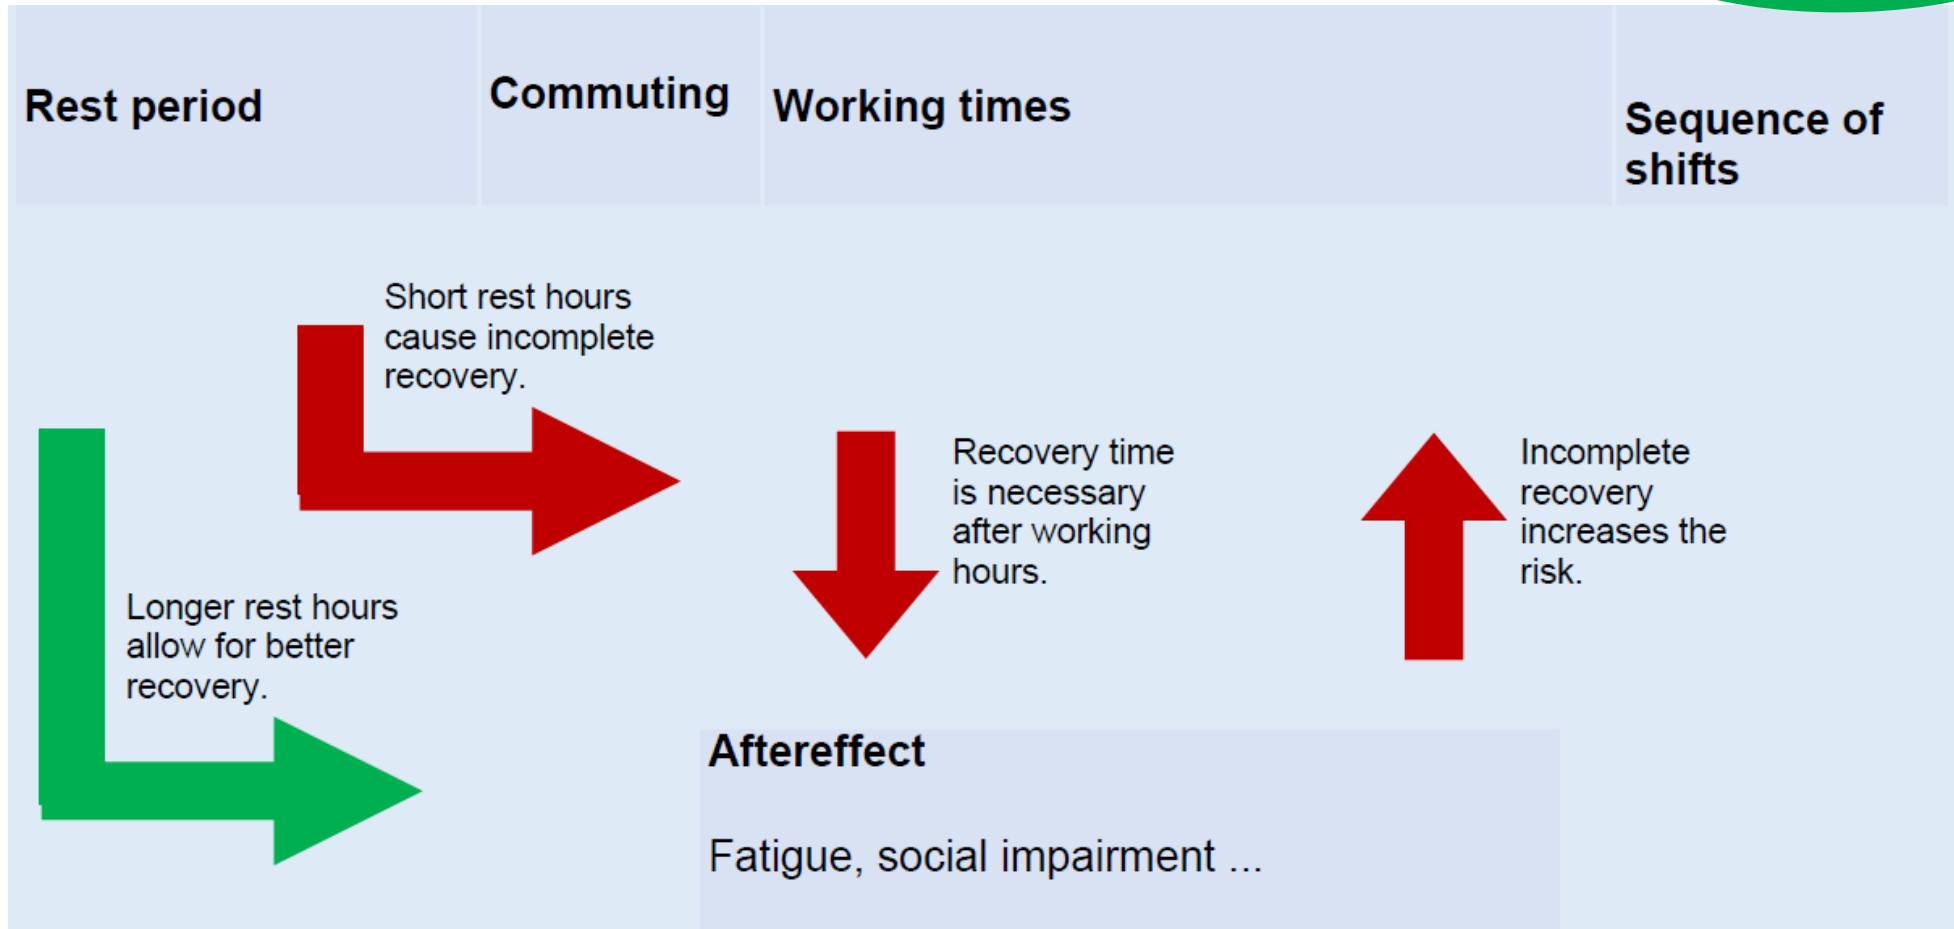 Rest period
Commuting
Working times
Sequence of
shifts
Short rest hours
cause incomplete
recovery.
Longer rest hours
allow for better
recovery.
Recovery time
is necessary
after working
hours.
Incomplete
recovery
increases the
risk.
Aftereffect
Fatigue, social impairment ...